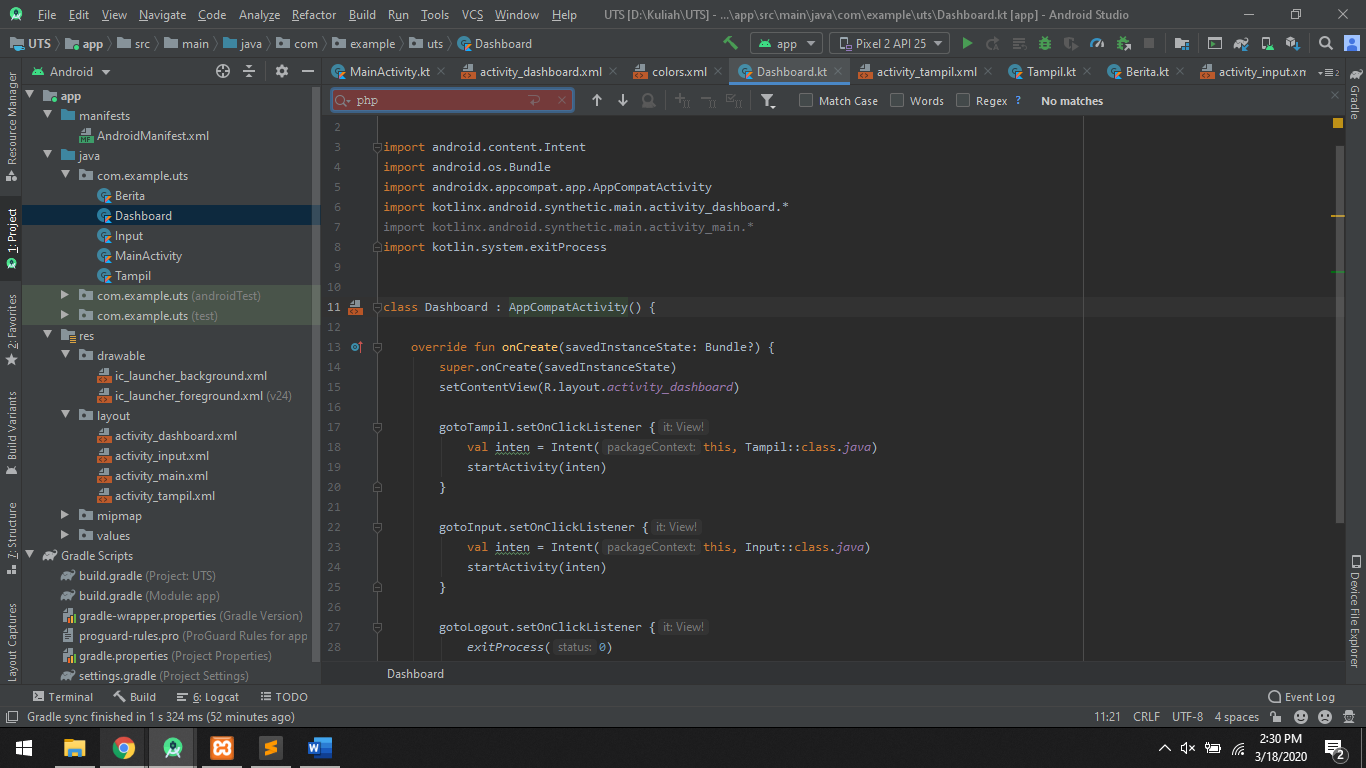 File Edit View Navigate Code Analyze Refactor Build Run Tools VCS Window Help UTS [D:\Kuliah\UTS] - ...\app\src\main\java\com\example\uts\Dashboard.kt [app] - Android Studio
UTS app src main java com example uts Dashboard app Pixel 2 API 25
Android
MainActivity.kt activity_dashboard.xml colors.xml Dashboard.kt activity_tampil.xml Tampil.kt Berita.kt activity_input.xm
php Match Case Words Regex ? No matches
Resource Manager
1: Project
2: Favorites
Build Variants
7: Structure
Layout Captures
app
manifests
AndroidManifest.xml
java
com.example.uts
Berita
Dashboard
Input
MainActivity
Tampil
com.example.uts (androidTest)
com.example.uts (test)
res
drawable
ic_launcher_background.xml
ic_launcher_foreground.xml (v24)
layout
activity_dashboard.xml
activity_input.xml
activity_main.xml
activity_tampil.xml
mipmap
values
Gradle Scripts
build.gradle (Project: UTS)
build.gradle (Module: app)
gradle-wrapper.properties (Gradle Version)
proguard-rules.pro (ProGuard Rules for app
gradle.properties (Project Properties)
settings.gradle (Project Settings)
2
3 import android.content.Intent
4 import android.os.Bundle
5 import androidx.appcompat.app.AppCompatActivity
6 import kotlinx.android.synthetic.main.activity_dashboard.*
7 import kotlinx.android.synthetic.main.activity_main.*
8 import kotlin.system.exitProcess
9
10
11 class Dashboard : AppCompatActivity() {
12
13 override fun onCreate(savedInstanceState: Bundle?) {
14 super.onCreate(savedInstanceState)
15 setContentView(R.layout.activity_dashboard)
16
17 gotoTampil.setOnClickListener { it: View!
18 val inten = Intent( packageContext: this, Tampil::class.java)
19 startActivity(inten)
20 }
21
22 gotoInput.setOnClickListener { it: View!
23 val inten = Intent( packageContext: this, Input::class.java)
24 startActivity(inten)
25 }
26
27 gotoLogout.setOnClickListener { it: View!
28 exitProcess( status: 0)
Dashboard
Gradle
Device File Explorer
Terminal Build 6: Logcat TODO Event Log
Gradle sync finished in 1 s 324 ms (52 minutes ago) 11:21 CRLF UTF-8 4 spaces
2:30 PM
3/18/2020
2